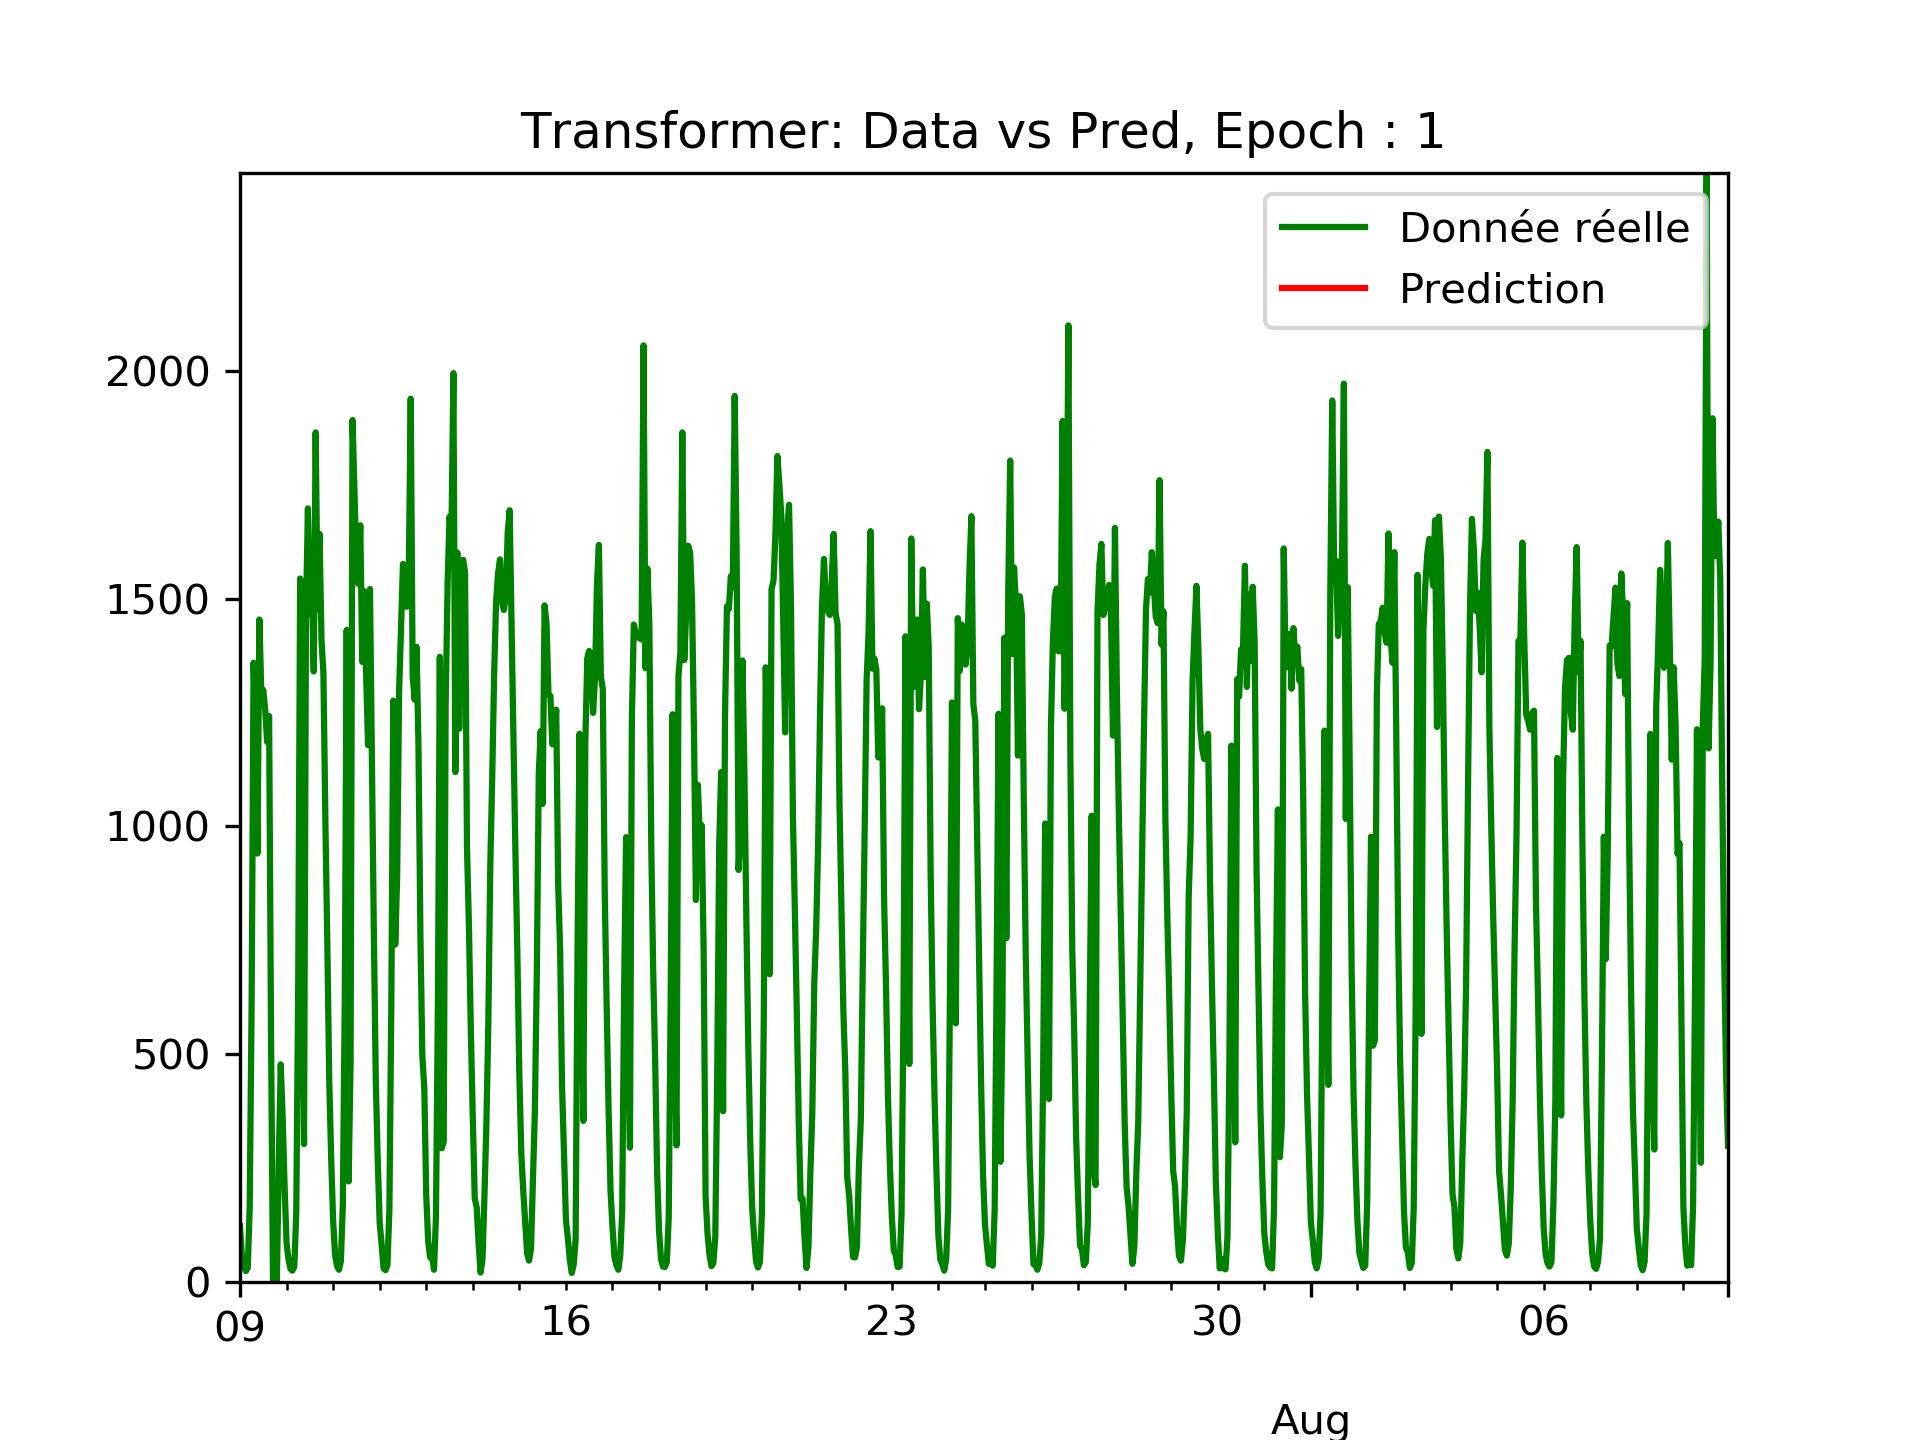 Transformer: Data vs Pred, Epoch : 1
Donnée réelle
Prediction
2000
1500
1000
500
0
09 16 23 30 06
Aug